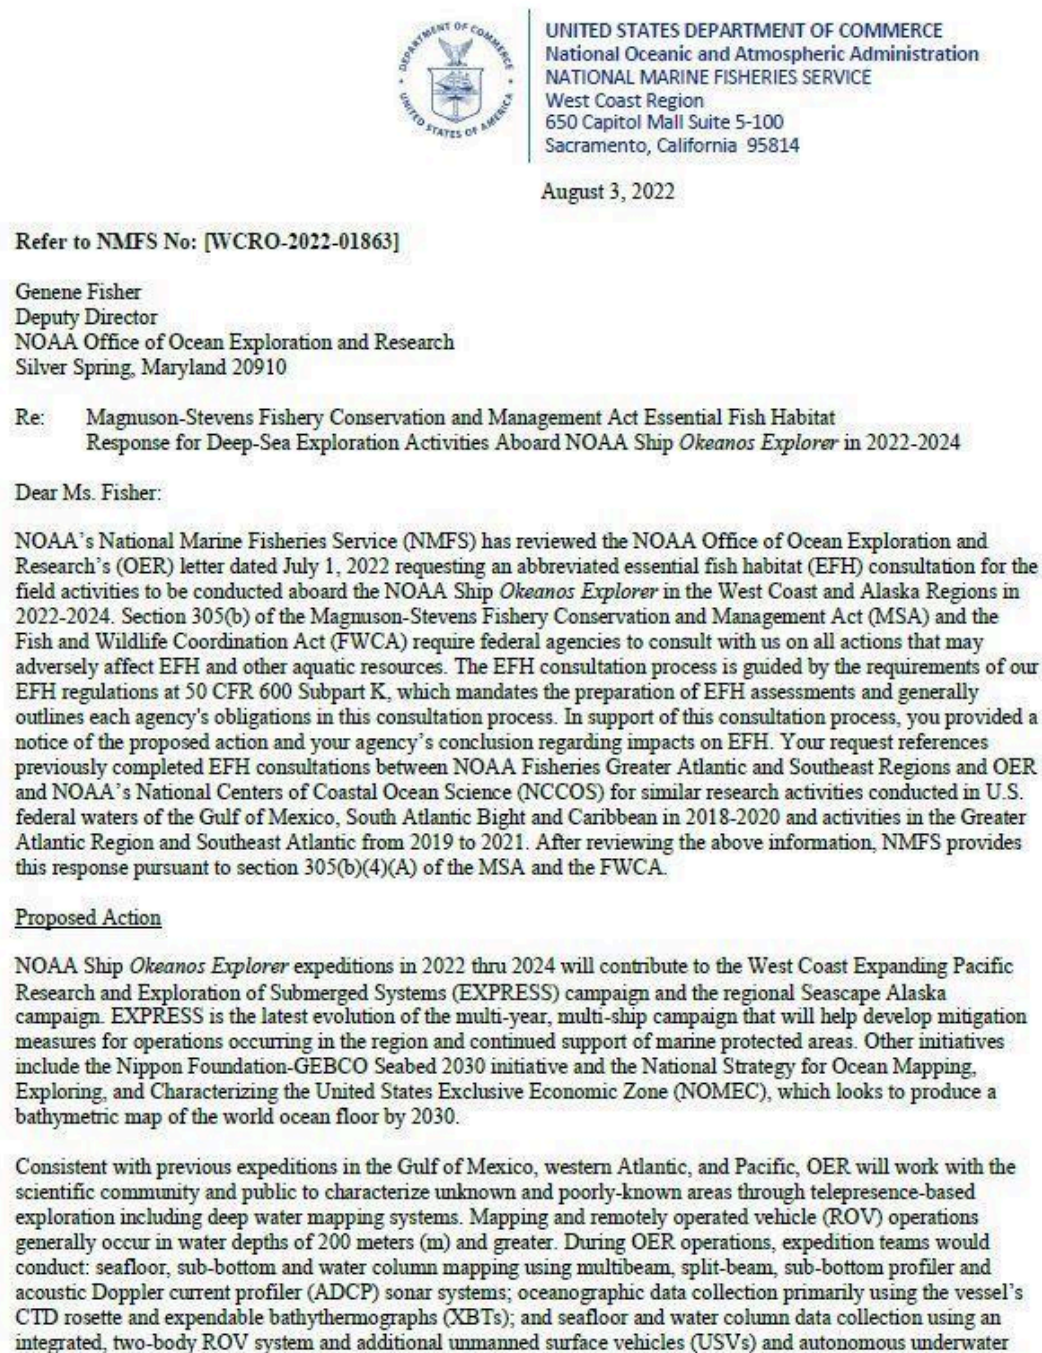 DEPARTMENT OF COMMERCE
UNITED STATES OF AMERICA
UNITED STATES DEPARTMENT OF COMMERCE
National Oceanic and Atmospheric Administration
NATIONAL MARINE FISHERIES SERVICE
West Coast Region
650 Capitol Mall Suite 5-100
Sacramento, California 95814
August 3, 2022
Refer to NMFS No: [WCRO-2022-01863]
Genene Fisher
Deputy Director
NOAA Office of Ocean Exploration and Research
Silver Spring, Maryland 20910
Re: Magnuson-Stevens Fishery Conservation and Management Act Essential Fish Habitat
Response for Deep-Sea Exploration Activities Aboard NOAA Ship Okeanos Explorer in 2022-2024
Dear Ms. Fisher:
NOAA’s National Marine Fisheries Service (NMFS) has reviewed the NOAA Office of Ocean Exploration and
Research’s (OER) letter dated July 1, 2022 requesting an abbreviated essential fish habitat (EFH) consultation for the
field activities to be conducted aboard the NOAA Ship Okeanos Explorer in the West Coast and Alaska Regions in
2022-2024. Section 305(b) of the Magnuson-Stevens Fishery Conservation and Management Act (MSA) and the
Fish and Wildlife Coordination Act (FWCA) require federal agencies to consult with us on all actions that may
adversely affect EFH and other aquatic resources. The EFH consultation process is guided by the requirements of our
EFH regulations at 50 CFR 600 Subpart K, which mandates the preparation of EFH assessments and generally
outlines each agency's obligations in this consultation process. In support of this consultation process, you provided a
notice of the proposed action and your agency’s conclusion regarding impacts on EFH. Your request references
previously completed EFH consultations between NOAA Fisheries Greater Atlantic and Southeast Regions and OER
and NOAA’s National Centers of Coastal Ocean Science (NCCOS) for similar research activities conducted in U.S.
federal waters of the Gulf of Mexico, South Atlantic Bight and Caribbean in 2018-2020 and activities in the Greater
Atlantic Region and Southeast Atlantic from 2019 to 2021. After reviewing the above information, NMFS provides
this response pursuant to section 305(b)(4)(A) of the MSA and the FWCA.
Proposed Action
NOAA Ship Okeanos Explorer expeditions in 2022 thru 2024 will contribute to the West Coast Expanding Pacific
Research and Exploration of Submerged Systems (EXPRESS) campaign and the regional Seascape Alaska
campaign. EXPRESS is the latest evolution of the multi-year, multi-ship campaign that will help develop mitigation
measures for operations occurring in the region and continued support of marine protected areas. Other initiatives
include the Nippon Foundation-GEBCO Seabed 2030 initiative and the National Strategy for Ocean Mapping,
Exploring, and Characterizing the United States Exclusive Economic Zone (NOMEC), which looks to produce a
bathymetric map of the world ocean floor by 2030.
Consistent with previous expeditions in the Gulf of Mexico, western Atlantic, and Pacific, OER will work with the
scientific community and public to characterize unknown and poorly-known areas through telepresence-based
exploration including deep water mapping systems. Mapping and remotely operated vehicle (ROV) operations
generally occur in water depths of 200 meters (m) and greater. During OER operations, expedition teams would
conduct: seafloor, sub-bottom and water column mapping using multibeam, split-beam, sub-bottom profiler and
acoustic Doppler current profiler (ADCP) sonar systems; oceanographic data collection primarily using the vessel’s
CTD rosette and expendable bathythermographs (XBTs); and seafloor and water column data collection using an
integrated, two-body ROV system and additional unmanned surface vehicles (USVs) and autonomous underwater